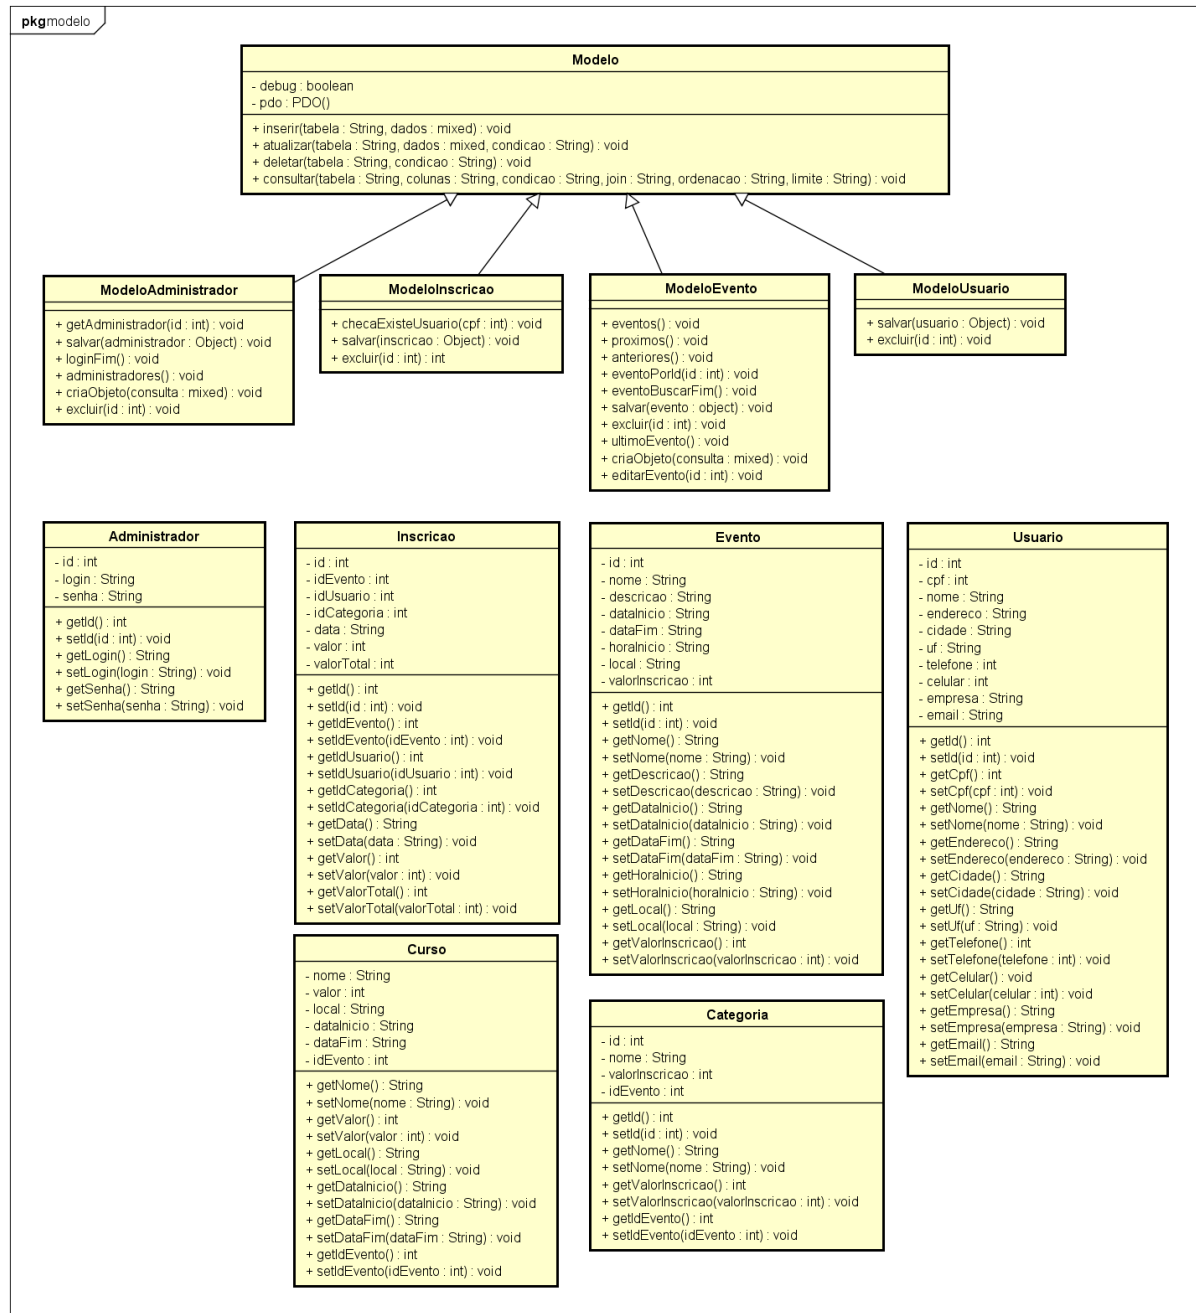 pkg modelo
Modelo
- debug : boolean
- pdo : PDO()
+ inserir(tabela : String, dados : mixed) : void
+ atualizar(tabela : String, dados : mixed, condicao : String) : void
+ deletar(tabela : String, condicao : String) : void
+ consultar(tabela : String, colunas : String, condicao : String, join : String, ordenacao : String, limite : String) : void
ModeloAdministrador
+ getAdministrador(id : int) : void
+ salvar(administrador : Object) : void
+ loginFim() : void
+ administradores() : void
+ criaObjeto(consulta : mixed) : void
+ excluir(id : int) : void
ModeloInscricao
+ checaExisteUsuario(cpf : int) : void
+ salvar(inscricao : Object) : void
+ excluir(id : int) : int
ModeloEvento
+ eventos() : void
+ proximos() : void
+ anteriores() : void
+ eventoPorId(id : int) : void
+ eventoBuscarFim() : void
+ salvar(evento : object) : void
+ excluir(id : int) : void
+ ultimoEvento() : void
+ criaObjeto(consulta : mixed) : void
+ editarEvento(id : int) : void
ModeloUsuario
+ salvar(usuario : Object) : void
+ excluir(id : int) : void
Administrador
- id : int
- login : String
- senha : String
+ getId() : int
+ setId(id : int) : void
+ getLogin() : String
+ setLogin(login : String) : void
+ getSenha() : String
+ setSenha(senha : String) : void
Inscricao
- id : int
- idEvento : int
- idUsuario : int
- idCategoria : int
- data : String
- valor : int
- valorTotal : int
+ getId() : int
+ setId(id : int) : void
+ getIdEvento() : int
+ setIdEvento(idEvento : int) : void
+ getIdUsuario() : int
+ setIdUsuario(idUsuario : int) : void
+ getIdCategoria() : int
+ setIdCategoria(idCategoria : int) : void
+ getData() : String
+ setData(data : String) : void
+ getValor() : int
+ setValor(valor : int) : void
+ getValorTotal() : int
+ setValorTotal(valorTotal : int) : void
Evento
- id : int
- nome : String
- descricao : String
- dataInicio : String
- dataFim : String
- horaInicio : String
- local : String
- valorInscricao : int
+ getId() : int
+ setId(id : int) : void
+ getNome() : String
+ setNome(nome : String) : void
+ getDescricao() : String
+ setDescricao(descricao : String) : void
+ getDataInicio() : String
+ setDataInicio(dataInicio : String) : void
+ getDataFim() : String
+ setDataFim(dataFim : String) : void
+ getHoraInicio() : String
+ setHoraInicio(horaInicio : String) : void
+ getLocal() : String
+ setLocal(local : String) : void
+ getValorInscricao() : int
+ setValorInscricao(valorInscricao : int) : void
Usuario
- id : int
- cpf : int
- nome : String
- endereco : String
- cidade : String
- uf : String
- telefone : int
- celular : int
- empresa : String
- email : String
+ getId() : int
+ setId(id : int) : void
+ getCpf() : int
+ setCpf(cpf : int) : void
+ getNome() : String
+ setNome(nome : String) : void
+ getEndereco() : String
+ setEndereco(endereco : String) : void
+ getCidade() : String
+ setCidade(cidade : String) : void
+ getUf() : String
+ setUf(uf : String) : void
+ getTelefone() : int
+ setTelefone(telefone : int) : void
+ getCelular() : void
+ setCelular(celular : int) : void
+ getEmpresa() : String
+ setEmpresa(empresa : String) : void
+ getEmail() : String
+ setEmail(email : String) : void
Curso
- nome : String
- valor : int
- local : String
- dataInicio : String
- dataFim : String
- idEvento : int
+ getNome() : String
+ setNome(nome : String) : void
+ getValor() : int
+ setValor(valor : int) : void
+ getLocal() : String
+ setLocal(local : String) : void
+ getDataInicio() : String
+ setDataInicio(dataInicio : String) : void
+ getDataFim() : String
+ setDataFim(dataFim : String) : void
+ getIdEvento() : int
+ setIdEvento(idEvento : int) : void
Categoria
- id : int
- nome : String
- valorInscricao : int
- idEvento : int
+ getId() : int
+ setId(id : int) : void
+ getNome() : String
+ setNome(nome : String) : void
+ getValorInscricao() : int
+ setValorInscricao(valorInscricao : int) : void
+ getIdEvento() : int
+ setIdEvento(idEvento : int) : void